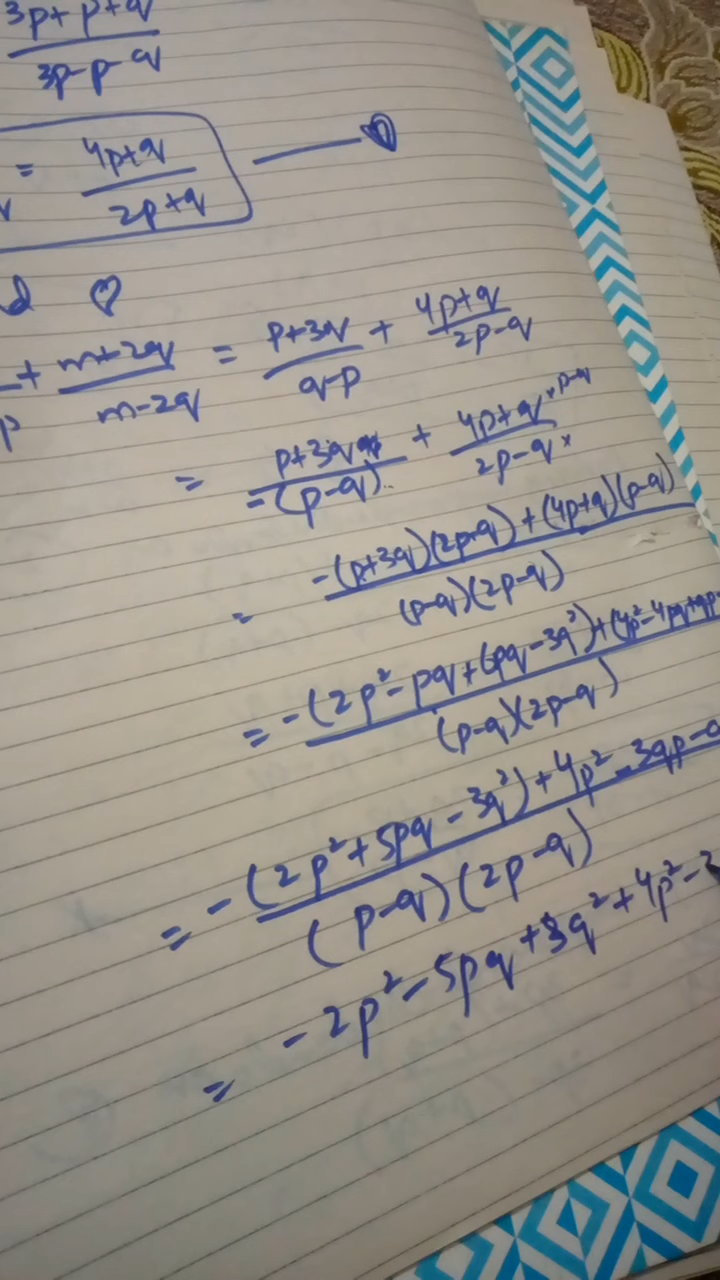 3p+p+q
3p-p-q
= 4p+q
2p+q
d ♡
+ m+2q = p+3q + 4p+q
p m-2q q-p 2p-q
= p+3q + 4p+q × p-q
-(p-q) 2p-q ×
= -(p+3q)(2p-q)+(4p+q)(p-q)
(p-q)(2p-q)
= -(2p²-pq+6pq-3q²)+(4p²-4pq+qp-
(p-q)(2p-q)
= -(2p²+5pq-3q²)+4p²-3qp-q
(p-q)(2p-q)
= -2p²-5pq+3q²+4p²-3